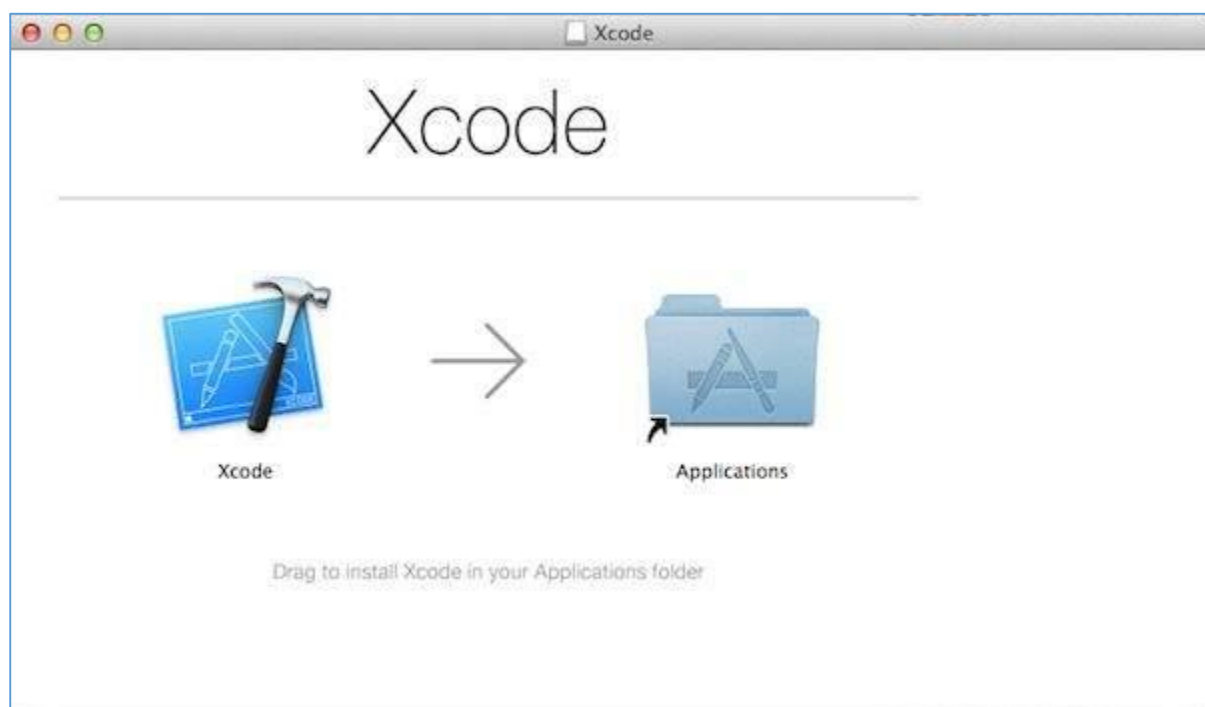 Xcode
Xcode
Xcode
Applications
Drag to install Xcode in your Applications folder